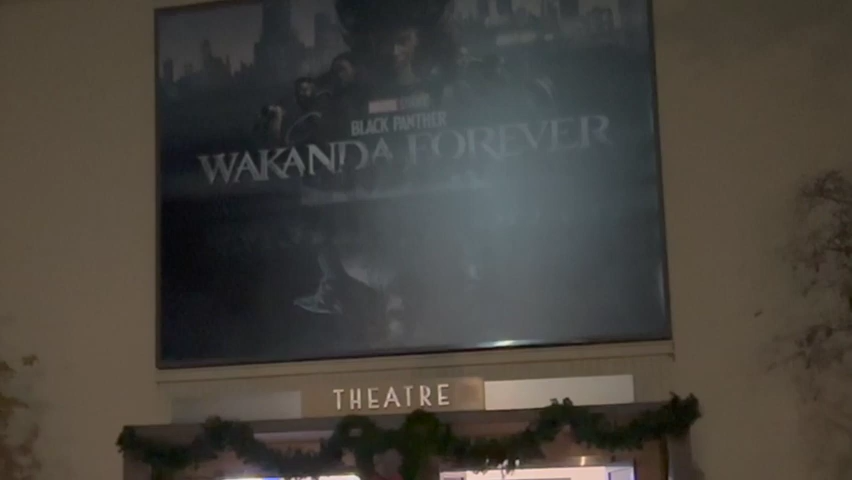 MARVEL STUDIOS
BLACK PANTHER
WAKANDA FOREVER
THEATRE